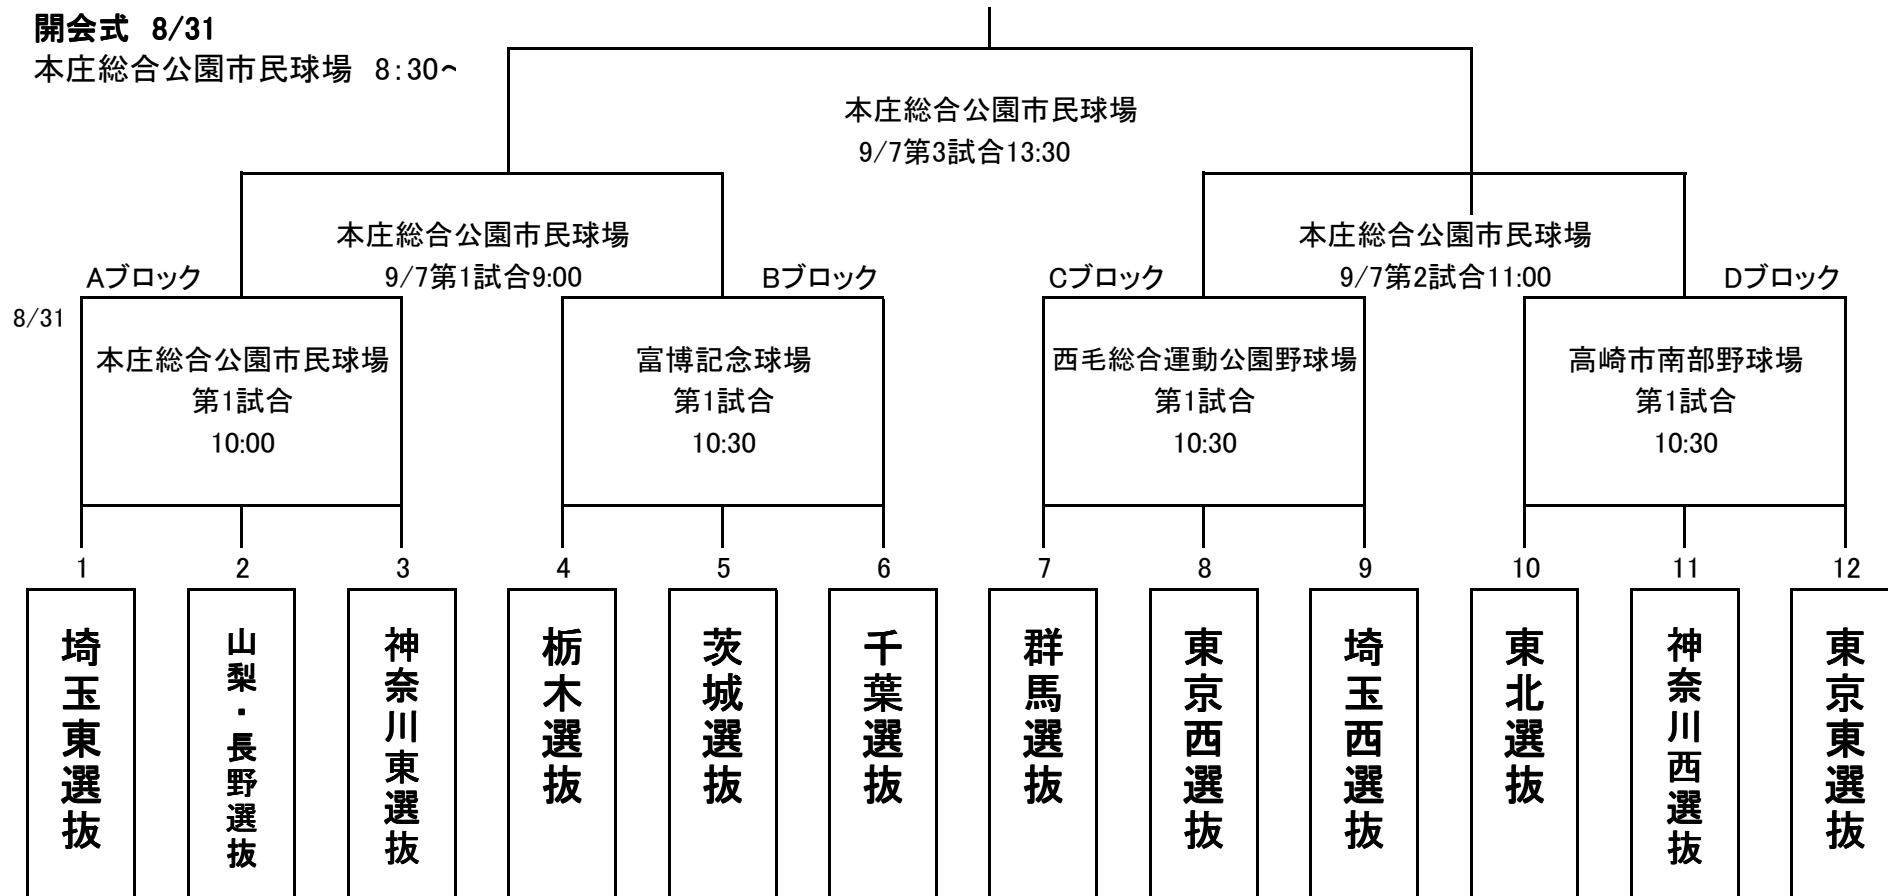 開会式 8/31
本庄総合公園市民球場 8:30~
本庄総合公園市民球場
9/7第3試合13:30
本庄総合公園市民球場
9/7第1試合9:00
本庄総合公園市民球場
9/7第2試合11:00
Aブロック
Bブロック
Cブロック
Dブロック
8/31
本庄総合公園市民球場
第1試合
10:00
富博記念球場
第1試合
10:30
西毛総合運動公園野球場
第1試合
10:30
高崎市南部野球場
第1試合
10:30
1
2
3
4
5
6
7
8
9
10
11
12
埼玉東選抜
山梨・長野選抜
神奈川東選抜
栃木選抜
茨城選抜
千葉選抜
群馬選抜
東京西選抜
埼玉西選抜
東北選抜
神奈川西選抜
東京東選抜